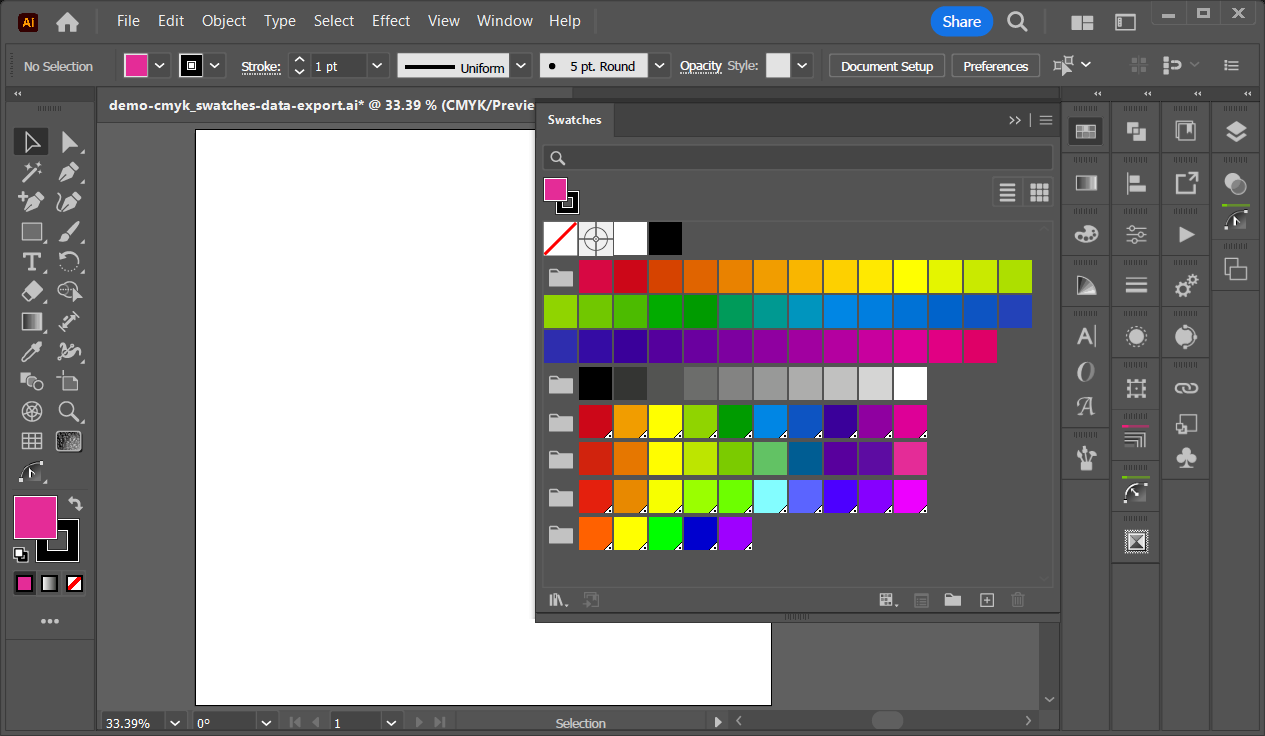 Ai File Edit Object Type Select Effect View Window Help Share
No Selection Stroke: 1 pt Uniform 5 pt. Round Opacity Style: Document Setup Preferences
demo-cmyk_swatches-data-export.ai* @ 33.39 % (CMYK/Previe
Swatches
33.39% 0° 1 Selection